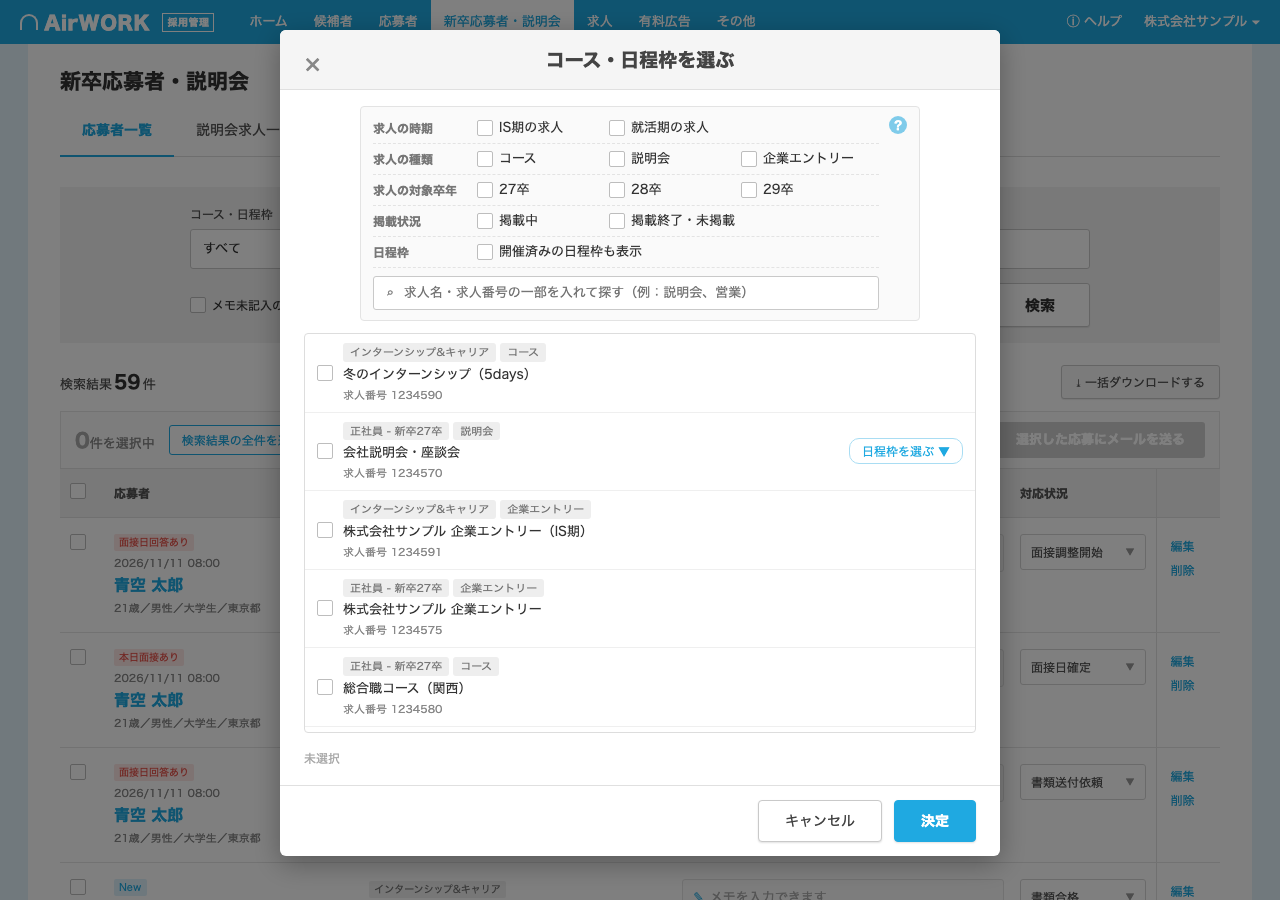 AirWORK 採用管理 ホーム 候補者 応募者 新卒応募者・説明会 求人 有料広告 その他 ヘルプ 株式会社サンプル
新卒応募者・説明会
応募者一覧 説明会求人一
コース・日程枠
すべて
メモ未記入の
検索
検索結果59件
↓一括ダウンロードする
0件を選択中 検索結果の全件を
選択した応募にメールを送る
応募者 対応状況
面接日回答あり
2026/11/11 08:00
青空 太郎
21歳／男性／大学生／東京都
面接調整開始 ▼
編集
削除
本日面接あり
2026/11/11 08:00
青空 太郎
21歳／男性／大学生／東京都
面接日確定 ▼
編集
削除
面接日回答あり
2026/11/11 08:00
青空 太郎
21歳／男性／大学生／東京都
書類送付依頼 ▼
編集
削除
New
インターンシップ&キャリア
メモを入力できます
書類合格 ▼
編集
× コース・日程枠を選ぶ
求人の時期 IS期の求人 就活期の求人 ?
求人の種類 コース 説明会 企業エントリー
求人の対象卒年 27卒 28卒 29卒
掲載状況 掲載中 掲載終了・未掲載
日程枠 開催済みの日程枠も表示
求人名・求人番号の一部を入れて探す（例：説明会、営業）
インターンシップ&キャリア コース
冬のインターンシップ（5days）
求人番号 1234590
正社員 - 新卒27卒 説明会
会社説明会・座談会
求人番号 1234570
日程枠を選ぶ ▼
インターンシップ&キャリア 企業エントリー
株式会社サンプル 企業エントリー（IS期）
求人番号 1234591
正社員 - 新卒27卒 企業エントリー
株式会社サンプル 企業エントリー
求人番号 1234575
正社員 - 新卒27卒 コース
総合職コース（関西）
求人番号 1234580
未選択
キャンセル 決定